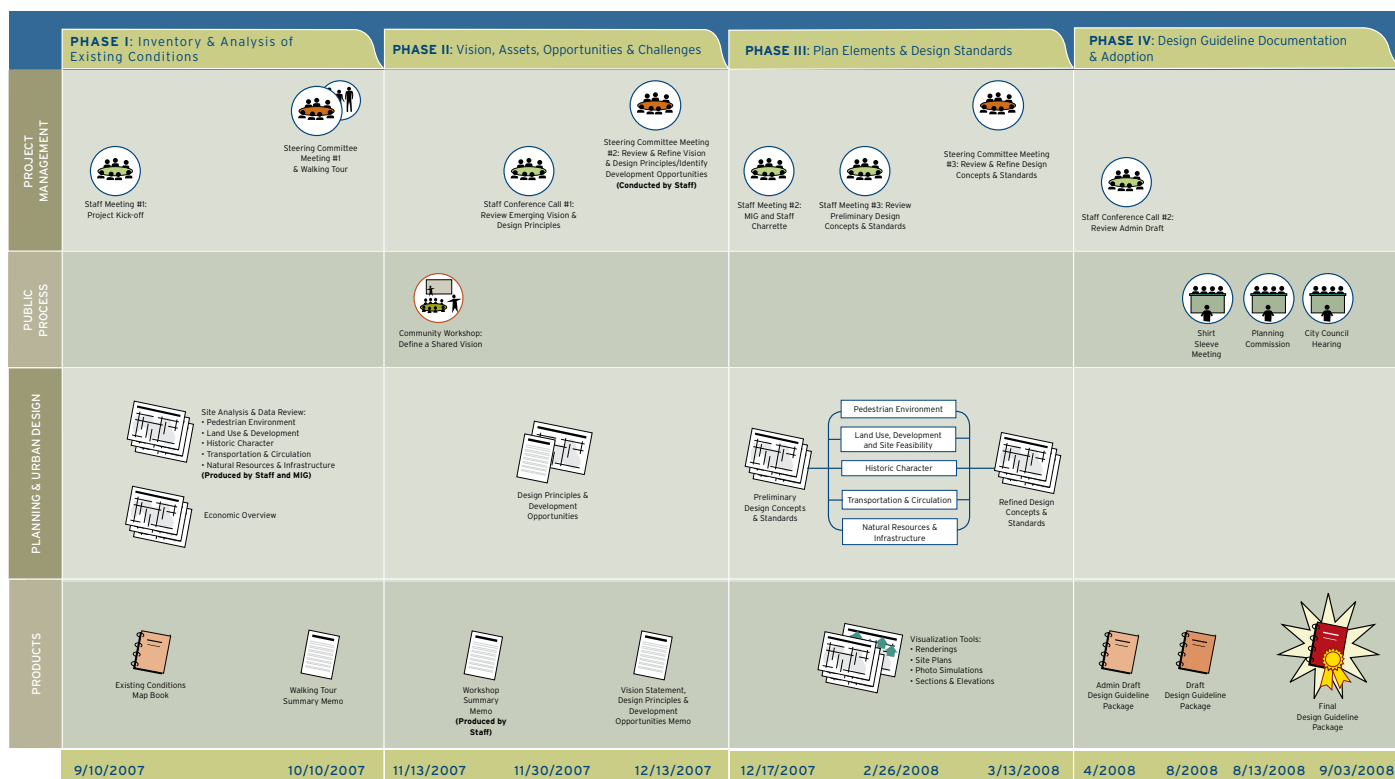 PHASE I: Inventory & Analysis of
Existing Conditions
PHASE II: Vision, Assets, Opportunities & Challenges
PHASE III: Plan Elements & Design Standards
PHASE IV: Design Guideline Documentation
& Adoption
PROJECT
MANAGEMENT
Staff Meeting #1:
Project Kick-off
Steering Committee
Meeting #1
& Walking Tour
Staff Conference Call #1:
Review Emerging Vision &
Design Principles
Steering Committee Meeting
#2: Review & Refine Vision
& Design Principles/Identify
Development Opportunities
(Conducted by Staff)
Staff Meeting #2:
MIG and Staff
Charrette
Staff Meeting #3: Review
Preliminary Design
Concepts & Standards
Steering Committee Meeting
#3: Review & Refine Design
Concepts & Standards
Staff Conference Call #2:
Review Admin Draft
PUBLIC
PROCESS
Community Workshop:
Define a Shared Vision
Shirt
Sleeve
Meeting
Planning
Commission
City Council
Hearing
PLANNING & URBAN DESIGN
Site Analysis & Data Review:
• Pedestrian Environment
• Land Use & Development
• Historic Character
• Transportation & Circulation
• Natural Resources & Infrastructure
(Produced by Staff and MIG)
Economic Overview
Design Principles &
Development
Opportunities
Preliminary
Design Concepts
& Standards
Pedestrian Environment
Land Use, Development
and Site Feasibility
Historic Character
Transportation & Circulation
Natural Resources &
Infrastructure
Refined Design
Concepts &
Standards
PRODUCTS
Existing Conditions
Map Book
Walking Tour
Summary Memo
Workshop
Summary
Memo
(Produced by
Staff)
Vision Statement,
Design Principles &
Development
Opportunities Memo
Visualization Tools:
• Renderings
• Site Plans
• Photo Simulations
• Sections & Elevations
Admin Draft
Design Guideline
Package
Draft
Design Guideline
Package
Final
Design Guideline
Package
9/10/2007
10/10/2007
11/13/2007
11/30/2007
12/13/2007
12/17/2007
2/26/2008
3/13/2008
4/2008
8/2008
8/13/2008
9/03/2008